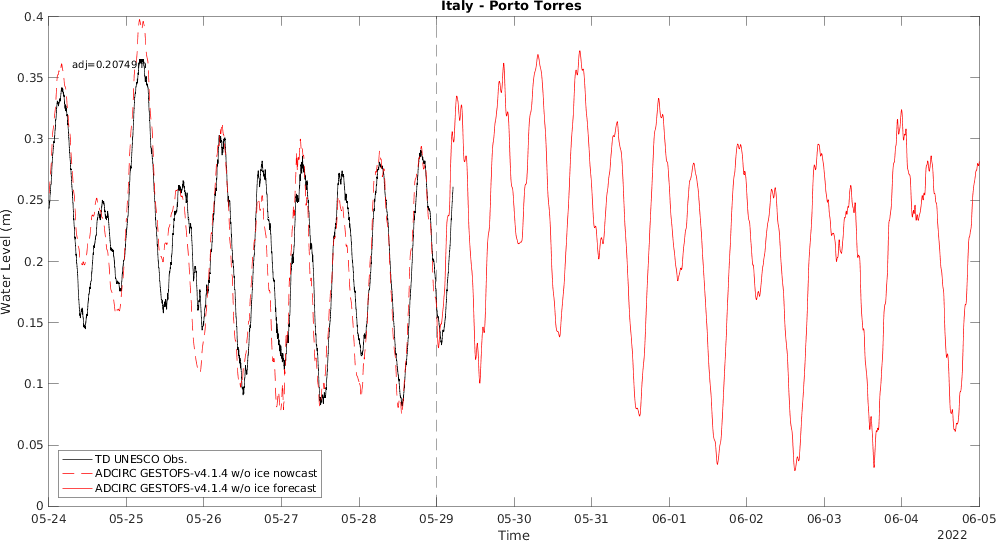 Italy - Porto Torres
0.4
0.35
0.3
0.25
0.2
0.15
0.1
0.05
0
Water Level (m)
adj=0.20749
TD UNESCO Obs.
ADCIRC GESTOFS-v4.1.4 w/o ice nowcast
ADCIRC GESTOFS-v4.1.4 w/o ice forecast
05-24 05-25 05-26 05-27 05-28 05-29 05-30 05-31 06-01 06-02 06-03 06-04 06-05
Time
2022